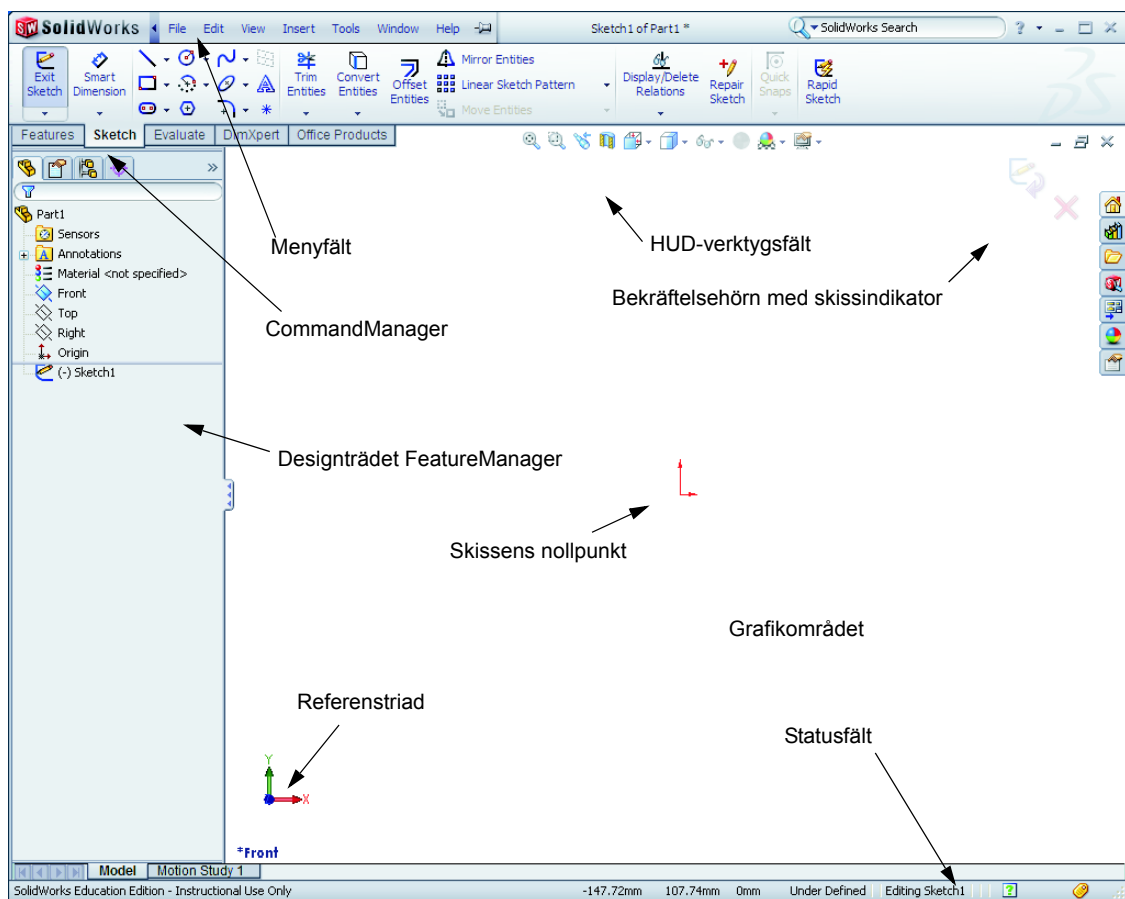 SolidWorks File Edit View Insert Tools Window Help Sketch1 of Part1 * SolidWorks Search ?
Exit Sketch
Smart Dimension
Trim Entities
Convert Entities
Offset Entities
Mirror Entities
Linear Sketch Pattern
Move Entities
Display/Delete Relations
Repair Sketch
Quick Snaps
Rapid Sketch
Features Sketch Evaluate DimXpert Office Products
Part1
Sensors
Annotations
Material <not specified>
Front
Top
Right
Origin
(-) Sketch1
Menyfält
HUD-verktygsfält
Bekräftelsehörn med skissindikator
CommandManager
Designträdet FeatureManager
Skissens nollpunkt
Grafikområdet
Referenstriad
Statusfält
Y
X
*Front
Model Motion Study 1
SolidWorks Education Edition - Instructional Use Only -147.72mm 107.74mm 0mm Under Defined Editing Sketch1 ?